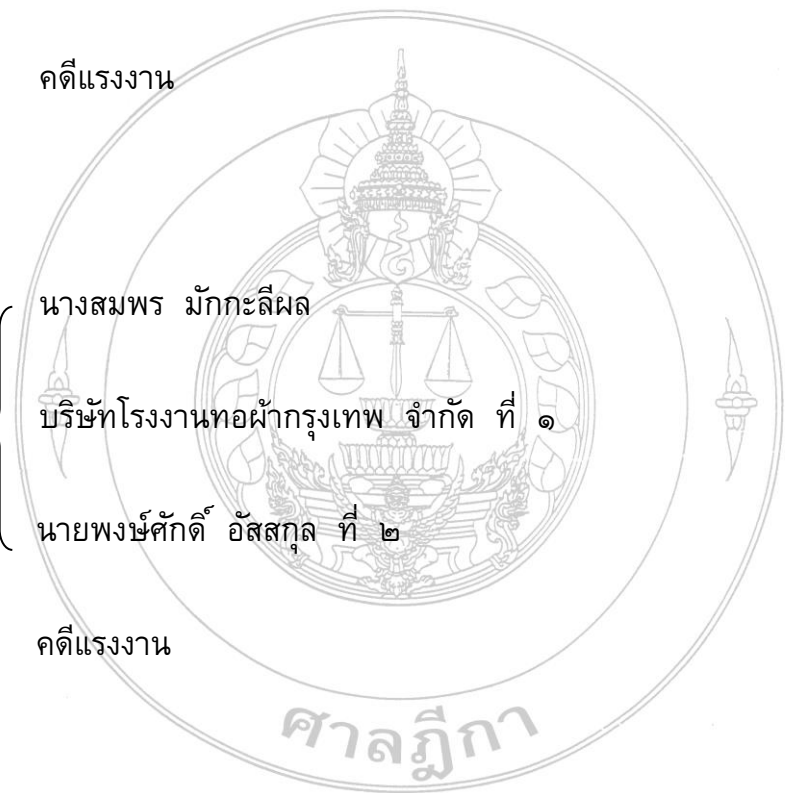 คดีแรงงาน
นางสมพร มักกะลีผล
บริษัทโรงงานทอผ้ากรุงเทพ จำกัด ที่ ๑
นายพงษ์ศักดิ์ อัสสกุล ที่ ๒
คดีแรงงาน
ศาลฎีกา